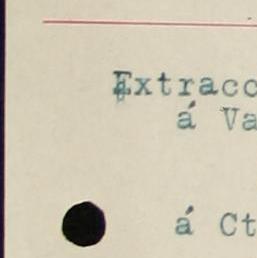 Extracc
á Va
á Ct